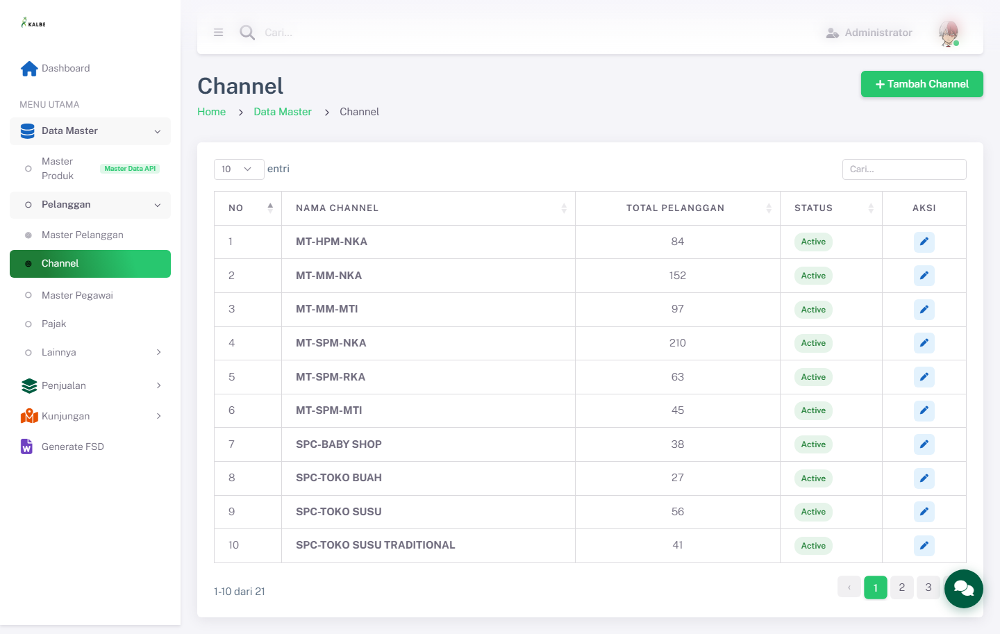 KALBE
Dashboard
MENU UTAMA
Data Master
Master Produk
Master Data API
Pelanggan
Master Pelanggan
Channel
Master Pegawai
Pajak
Lainnya
Penjualan
Kunjungan
Generate FSD
Cari...
Administrator
Channel
+ Tambah Channel
Home > Data Master > Channel
10 entri
Cari...
NO NAMA CHANNEL TOTAL PELANGGAN STATUS AKSI
1 MT-HPM-NKA 84 Active
2 MT-MM-NKA 152 Active
3 MT-MM-MTI 97 Active
4 MT-SPM-NKA 210 Active
5 MT-SPM-RKA 63 Active
6 MT-SPM-MTI 45 Active
7 SPC-BABY SHOP 38 Active
8 SPC-TOKO BUAH 27 Active
9 SPC-TOKO SUSU 56 Active
10 SPC-TOKO SUSU TRADITIONAL 41 Active
1-10 dari 21
‹ 1 2 3